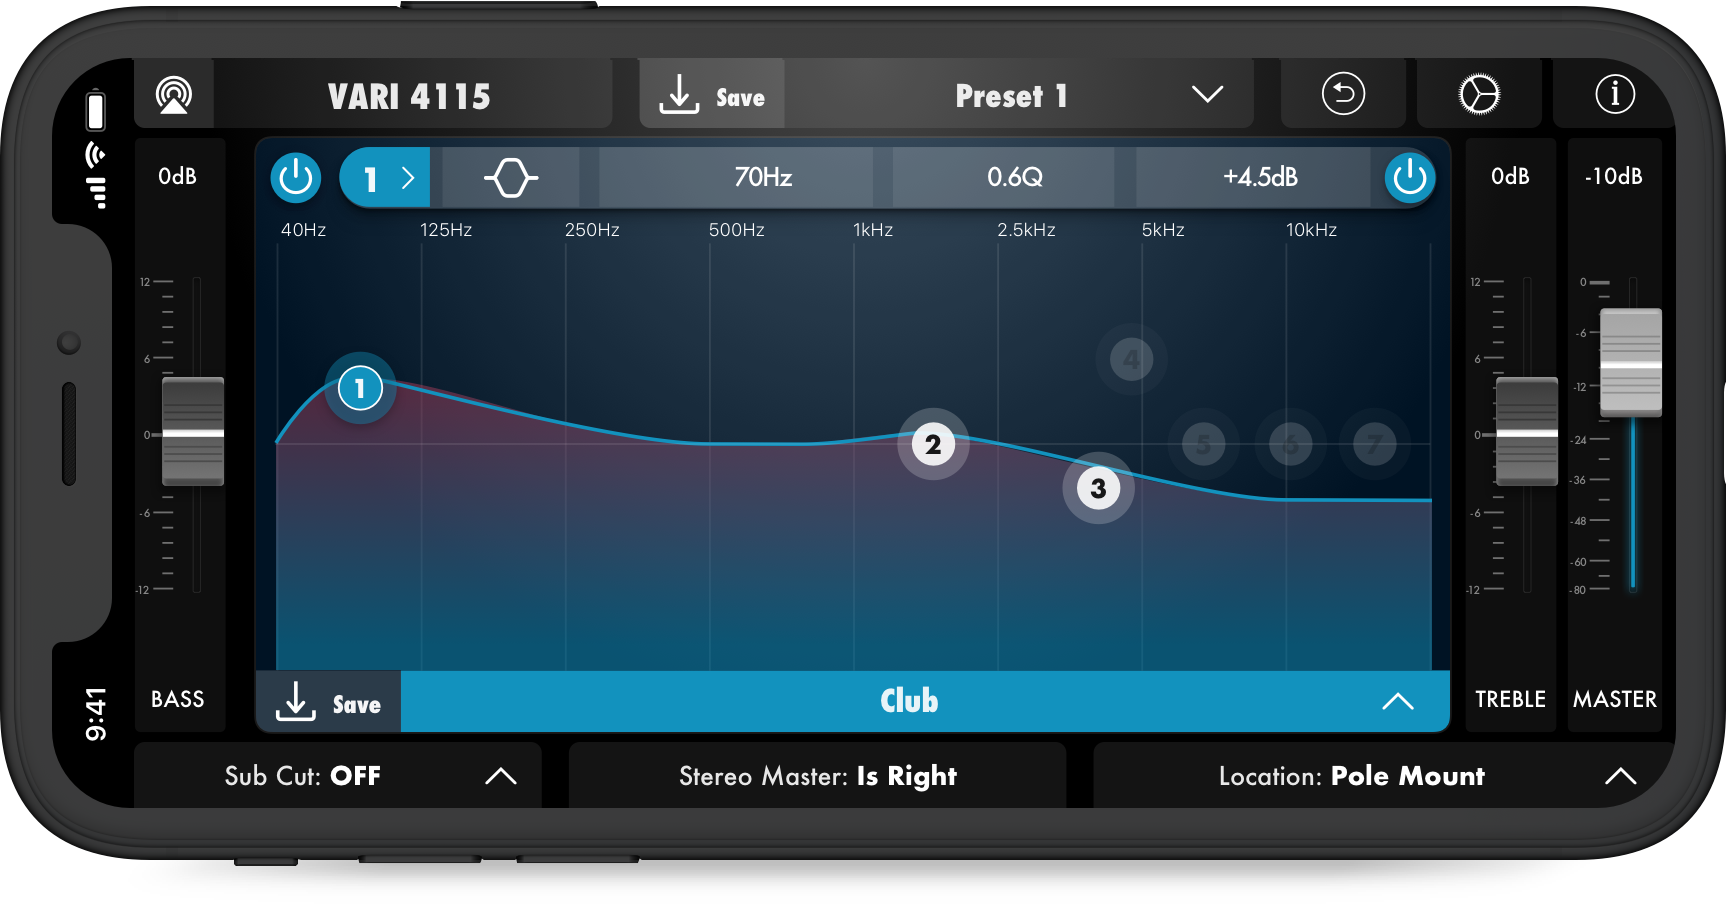 VARI 4115
Save
Preset 1
i
0dB
1
70Hz
0.6Q
+4.5dB
0dB
-10dB
40Hz 125Hz 250Hz 500Hz 1kHz 2.5kHz 5kHz 10kHz
12
6
0
-6
-12
1
2
3
4
5
6
7
12
6
0
-6
-12
0
-6
-12
-24
-36
-48
-60
-80
BASS
TREBLE
MASTER
Save
Club
9:41
Sub Cut: OFF
Stereo Master: Is Right
Location: Pole Mount